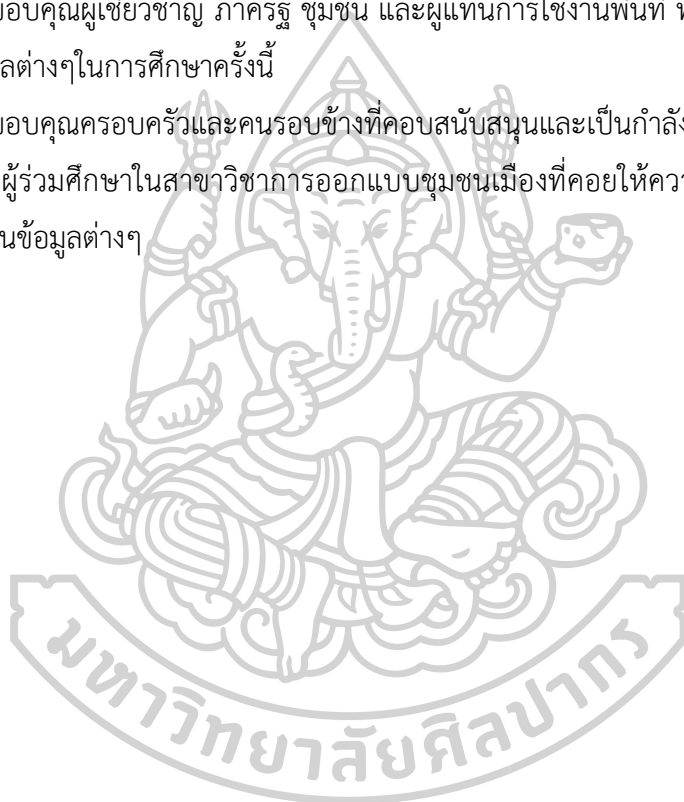 ขอบคุณผู้เชี่ยวชาญ ภาครัฐ ชุมชน และผู้แทนการใช้งานพื้นที่
ลต่างๆในการศึกษาครั้งนี้
ขอบคุณครอบครัวและคนรอบข้างที่คอยสนับสนุนและเป็นกำลัง
ผู้ร่วมศึกษาในสาขาวิชาการออกแบบชุมชนเมืองที่คอยให้ควา
นข้อมูลต่างๆ
มหาวิทยาลัยศิลปากร